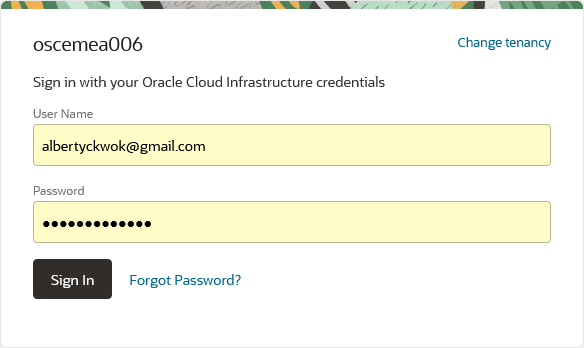 oscemea006
Change tenancy
Sign in with your Oracle Cloud Infrastructure credentials
User Name
albertyckwok@gmail.com
Password
•••••••••••••
Sign In
Forgot Password?